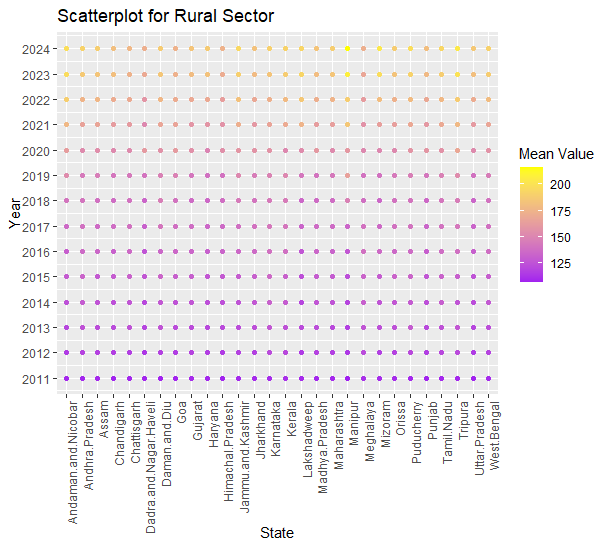 Scatterplot for Rural Sector
2024
2023
2022
2021
2020
2019
2018
2017
2016
2015
2014
2013
2012
2011
Year
Andaman.and.Nicobar
Andhra.Pradesh
Assam
Chandigarh
Chattisgarh
Dadra.and.Nagar.Haveli
Daman.and.Diu
Goa
Gujarat
Haryana
Himachal.Pradesh
Jammu.and.Kashmir
Jharkhand
Karnataka
Kerala
Lakshadweep
Madhya.Pradesh
Maharashtra
Manipur
Meghalaya
Mizoram
Orissa
Puducherry
Punjab
Tamil.Nadu
Tripura
Uttar.Pradesh
West.Bengal
State
Mean Value
200
175
150
125